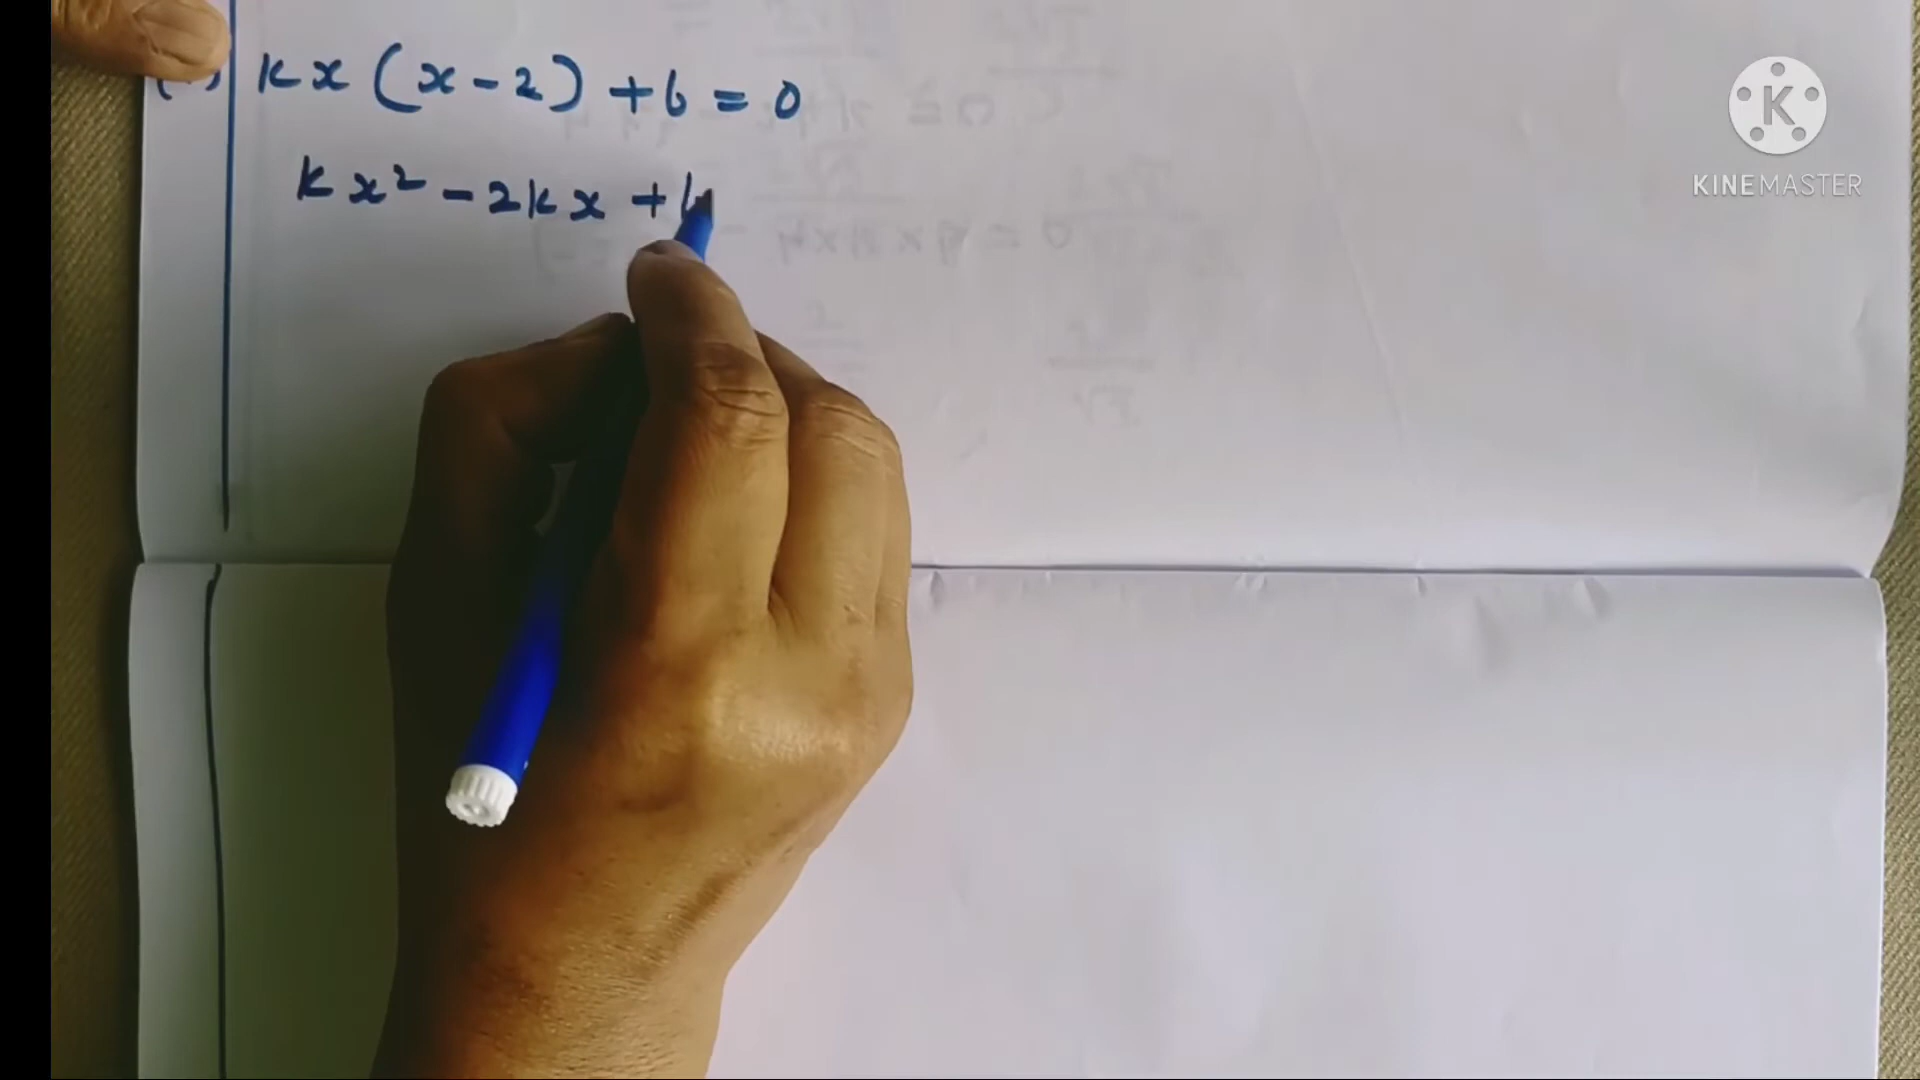 kx (x - 2) + 6 = 0
kx² - 2kx + 6
K
KINEMASTER